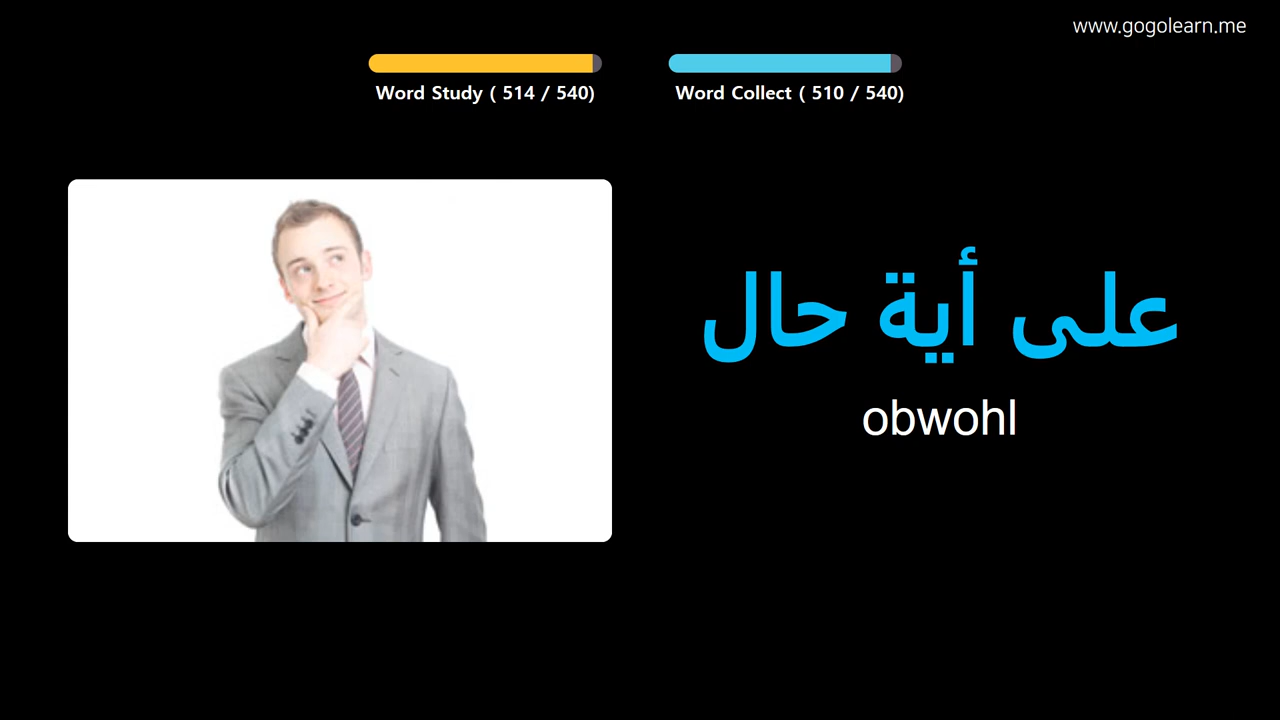 www.gogolearn.me
Word Study ( 514 / 540)
Word Collect ( 510 / 540)
على أية حال
obwohl